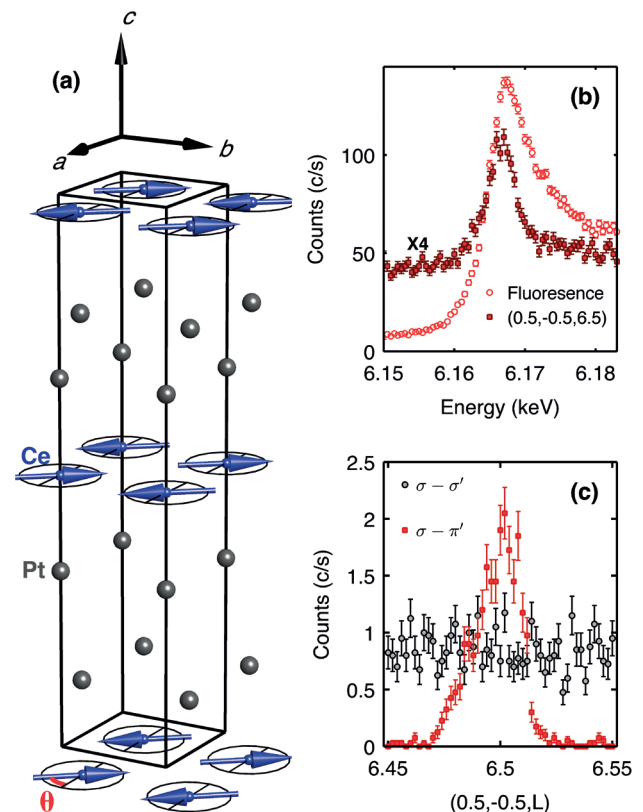 (a)
c
a
b
Ce
Pt
θ
(b)
Counts (c/s)
100
50
0
X4
Fluoresence
(0.5,-0.5,6.5)
6.15
6.16
6.17
6.18
Energy (keV)
(c)
Counts (c/s)
2.5
2
1.5
1
0.5
0
σ − σ′
σ − π′
6.45
6.5
6.55
(0.5,-0.5,L)